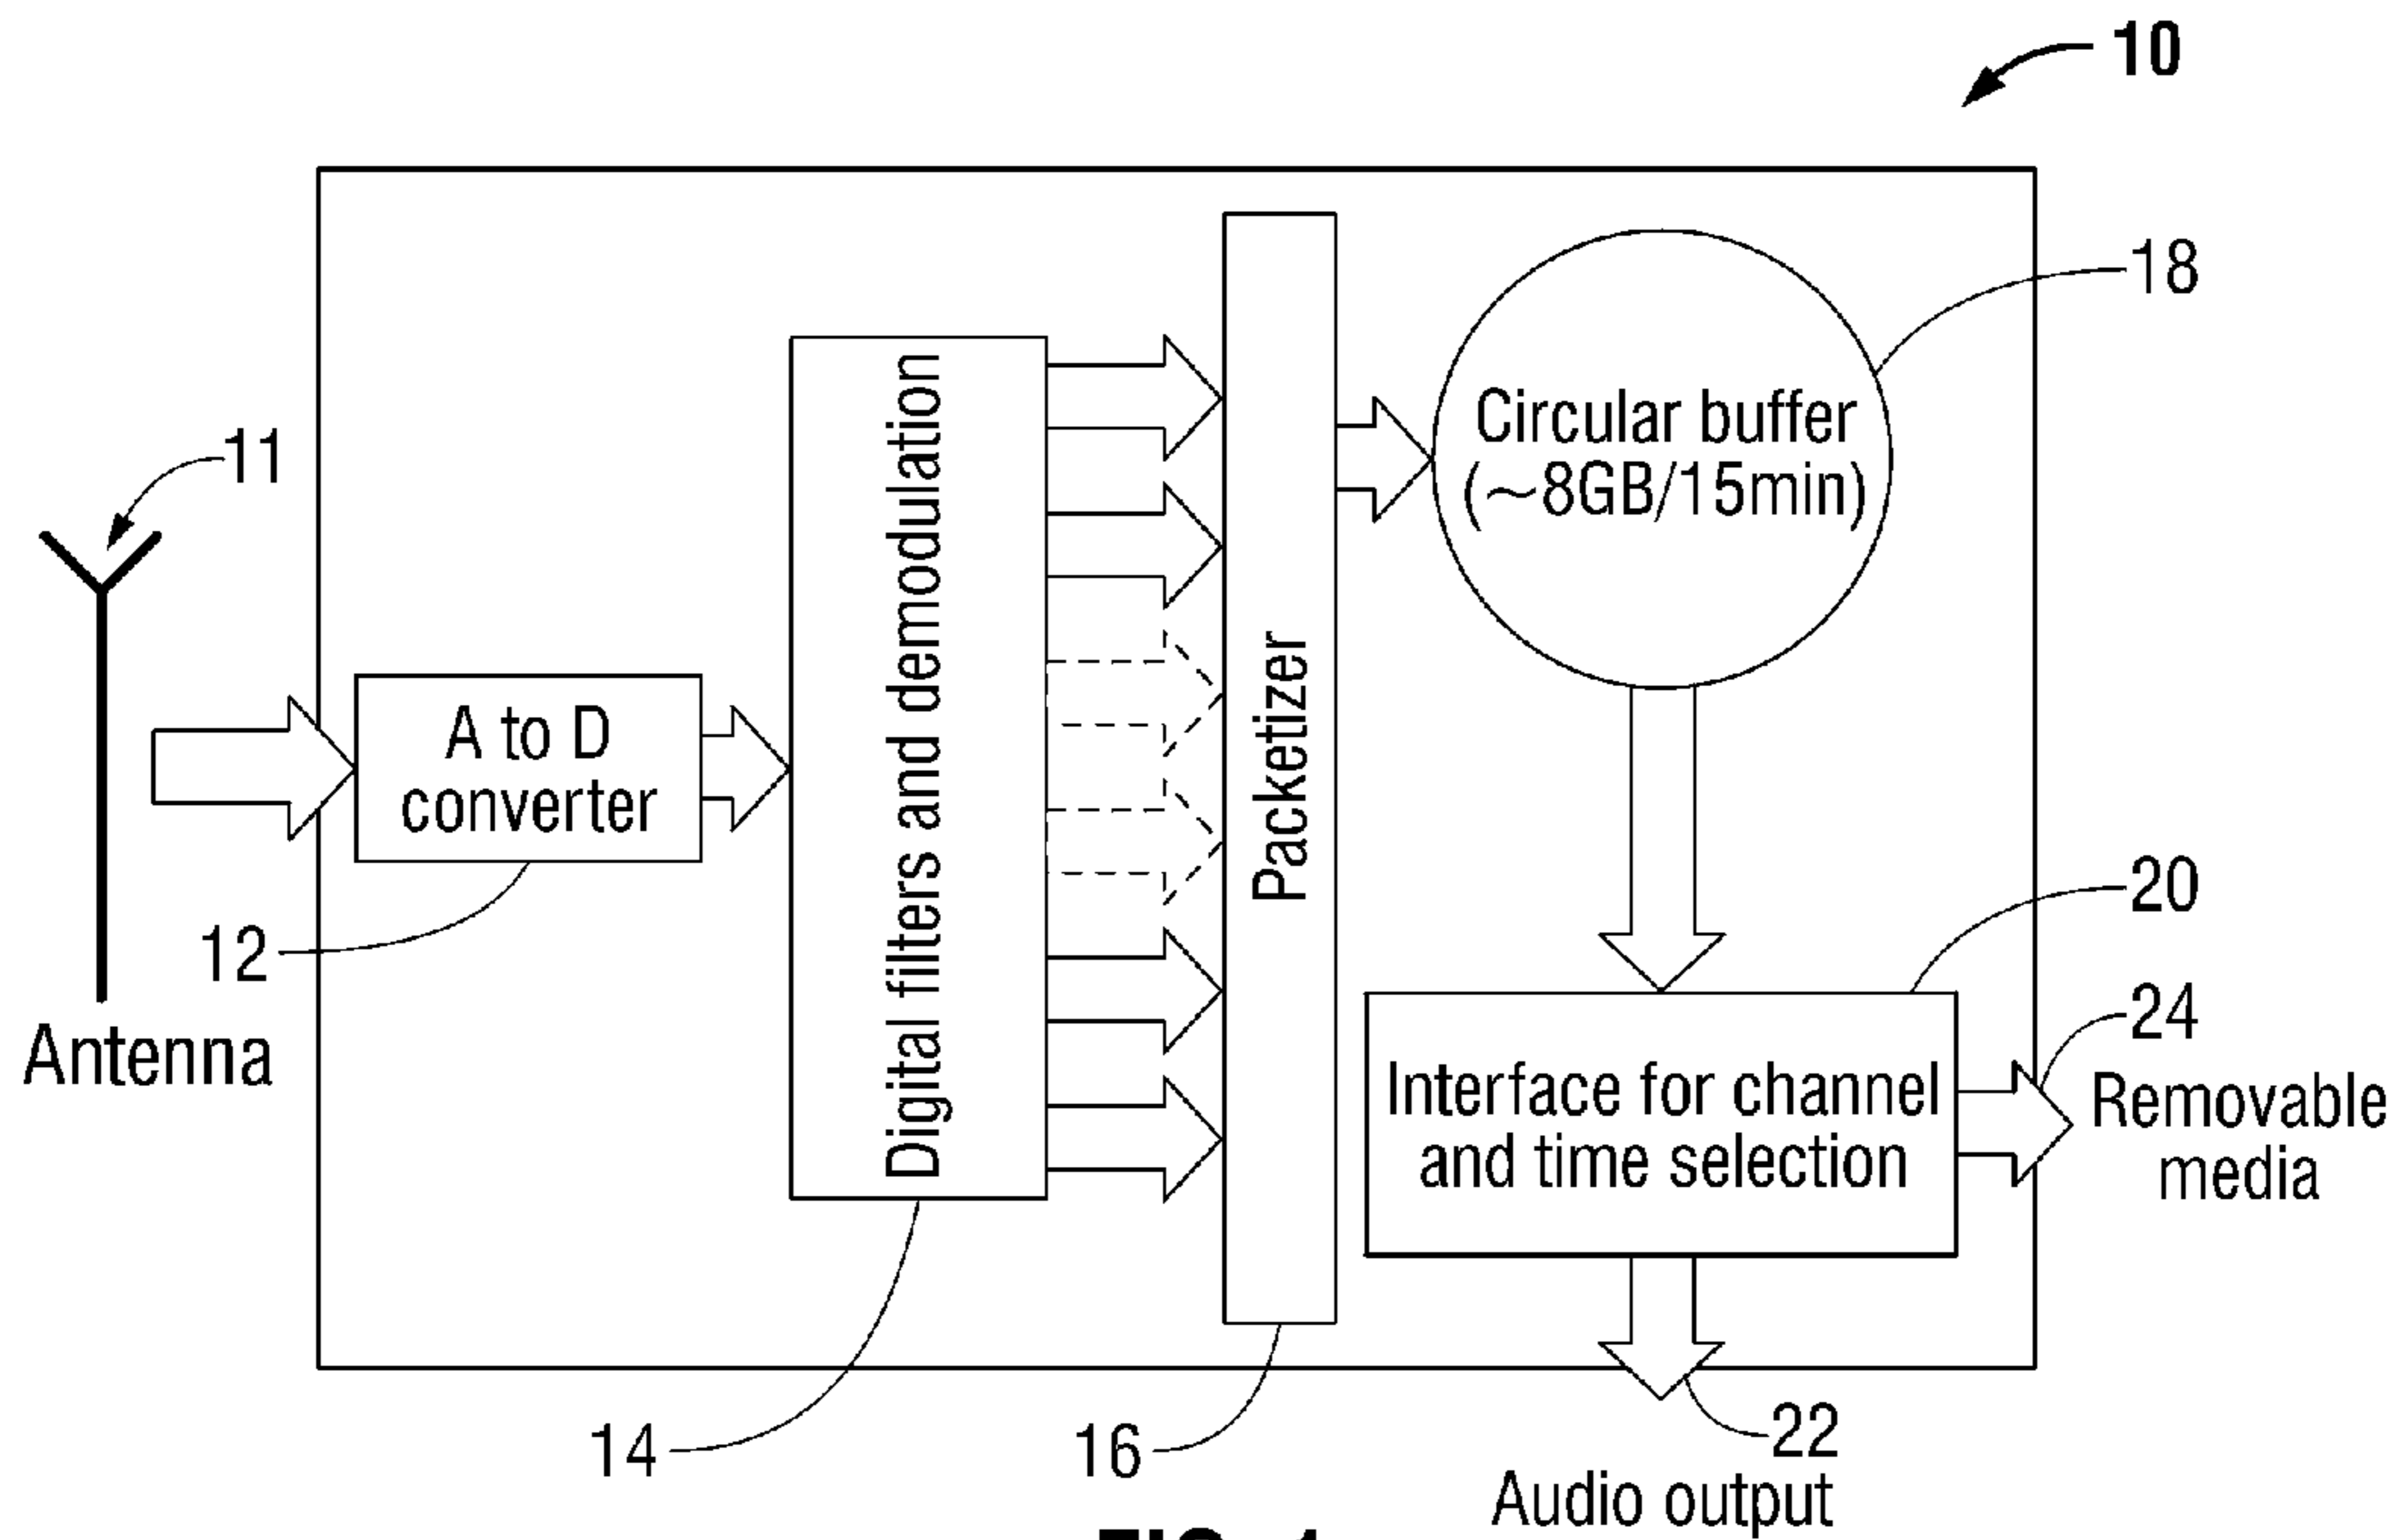 10
18
11
Circular buffer
(~8GB/15min)
Digital filters and demodulation
Packetizer
A to D
converter
12
20
24
Antenna
Interface for channel
and time selection
Removable
media
14
16
22
Audio output